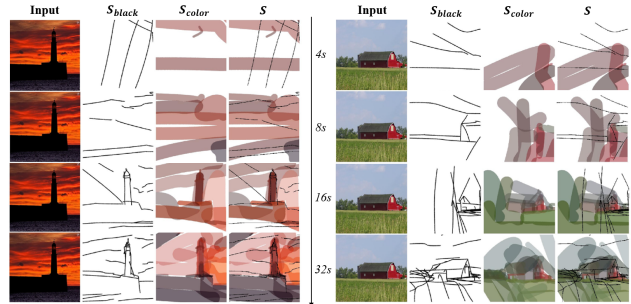 Input S_black S_color S Input S_black S_color S
4s
8s
16s
32s